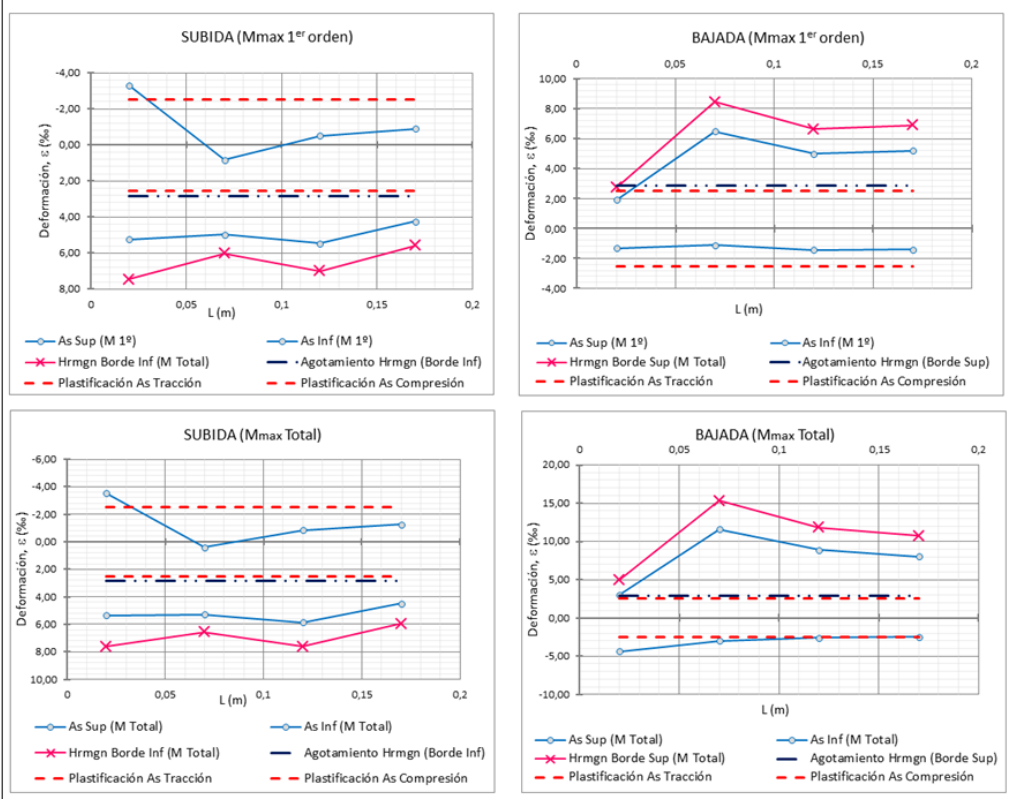 SUBIDA (Mmax 1er orden)
-4,00
-2,00
0,00
2,00
4,00
6,00
8,00
Deformación, ε (‰)
0
0,05
0,1
0,15
0,2
L (m)
As Sup (M 1º)
As Inf (M 1º)
Hrmgn Borde Inf (M Total)
Agotamiento Hrmgn (Borde Inf)
Plastificación As Tracción
Plastificación As Compresión
BAJADA (Mmax 1er orden)
0
0,05
0,1
0,15
0,2
10,00
8,00
6,00
4,00
2,00
0,00
-2,00
-4,00
Deformación, ε (‰)
L (m)
As Sup (M 1º)
As Inf (M 1º)
Hrmgn Borde Sup (M Total)
Agotamiento Hrmgn (Borde Sup)
Plastificación As Tracción
Plastificación As Compresión
SUBIDA (Mmax Total)
-6,00
-4,00
-2,00
0,00
2,00
4,00
6,00
8,00
10,00
Deformación, ε (‰)
0
0,05
0,1
0,15
0,2
L (m)
As Sup (M Total)
As Inf (M Total)
Hrmgn Borde Inf (M Total)
Agotamiento Hrmgn (Borde Inf)
Plastificación As Tracción
Plastificación As Compresión
BAJADA (Mmax Total)
0
0,05
0,1
0,15
0,2
20,00
15,00
10,00
5,00
0,00
-5,00
-10,00
Deformación, ε (‰)
L (m)
As Sup (M Total)
As Inf (M Total)
Hrmgn Borde Sup (M Total)
Agotamiento Hrmgn (Borde Sup)
Plastificación As Tracción
Plastificación As Compresión